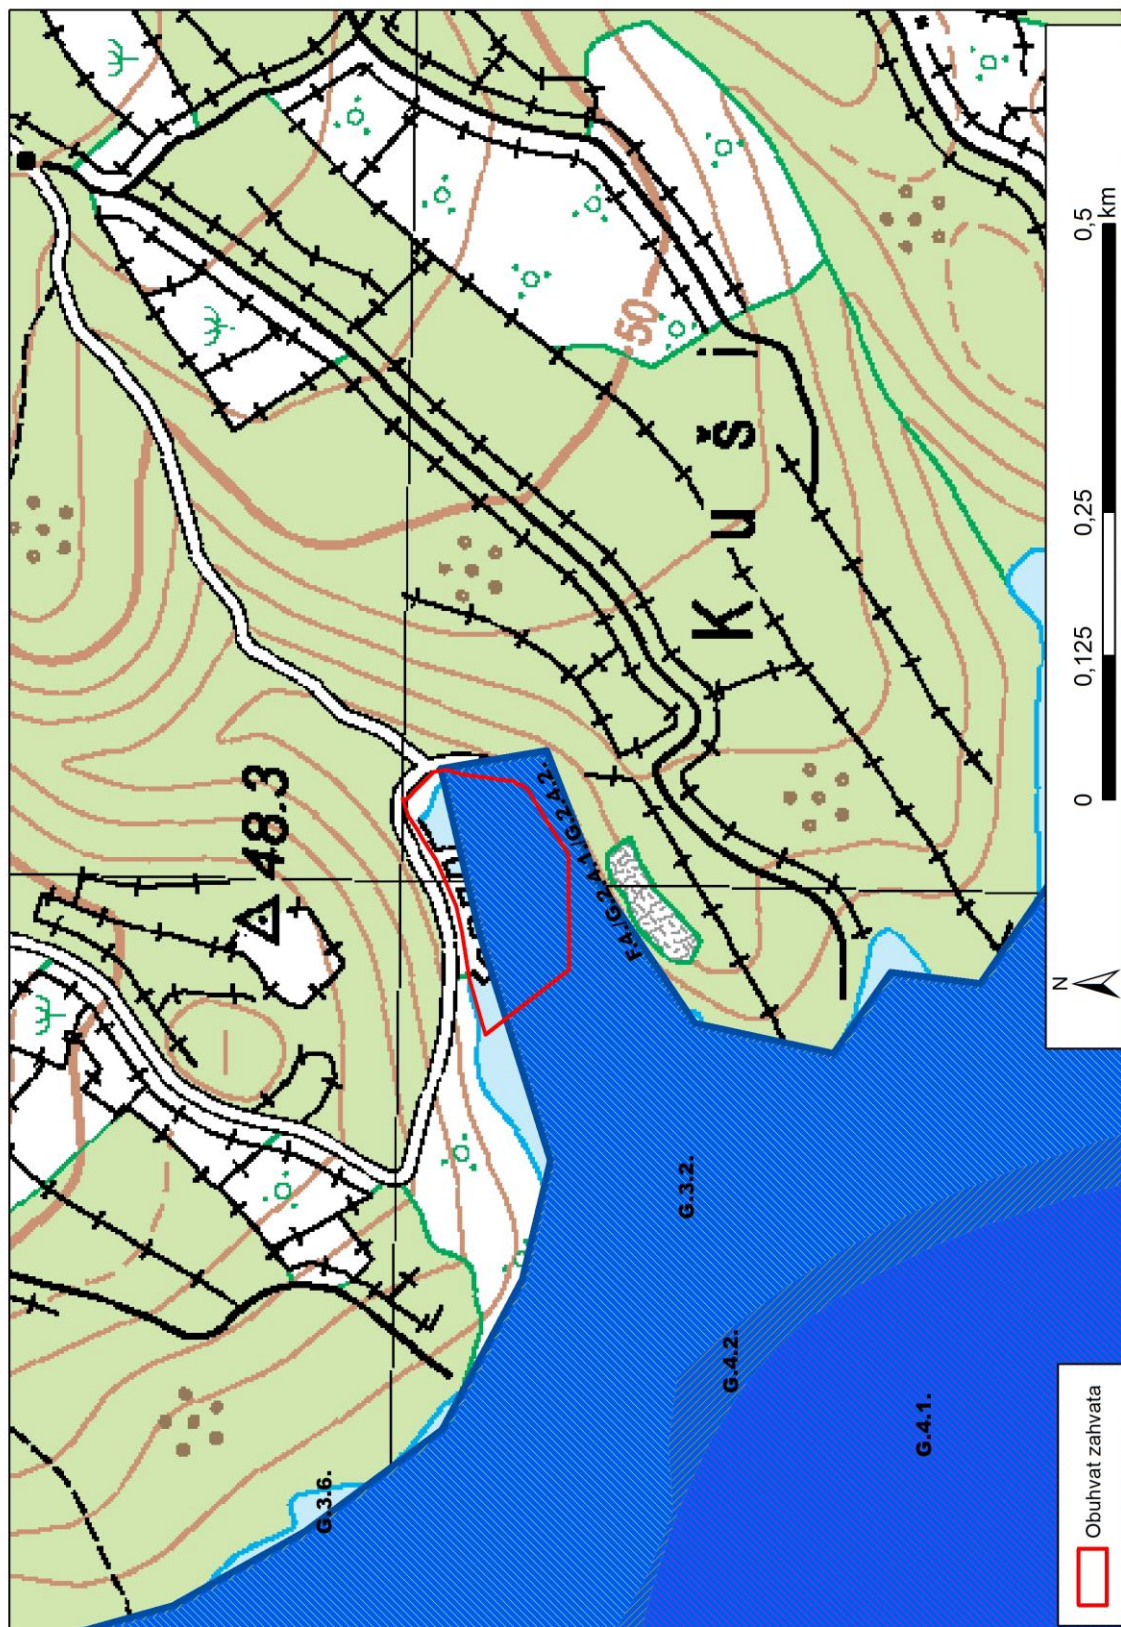 48.3
G.3.6.
F.4./G.2.4.1./G.2.4.2.
50
G.3.2.
K u š i
G.4.2.
G.4.1.
N
0 0,125 0,25 0,5
km
Obuhvat zahvata